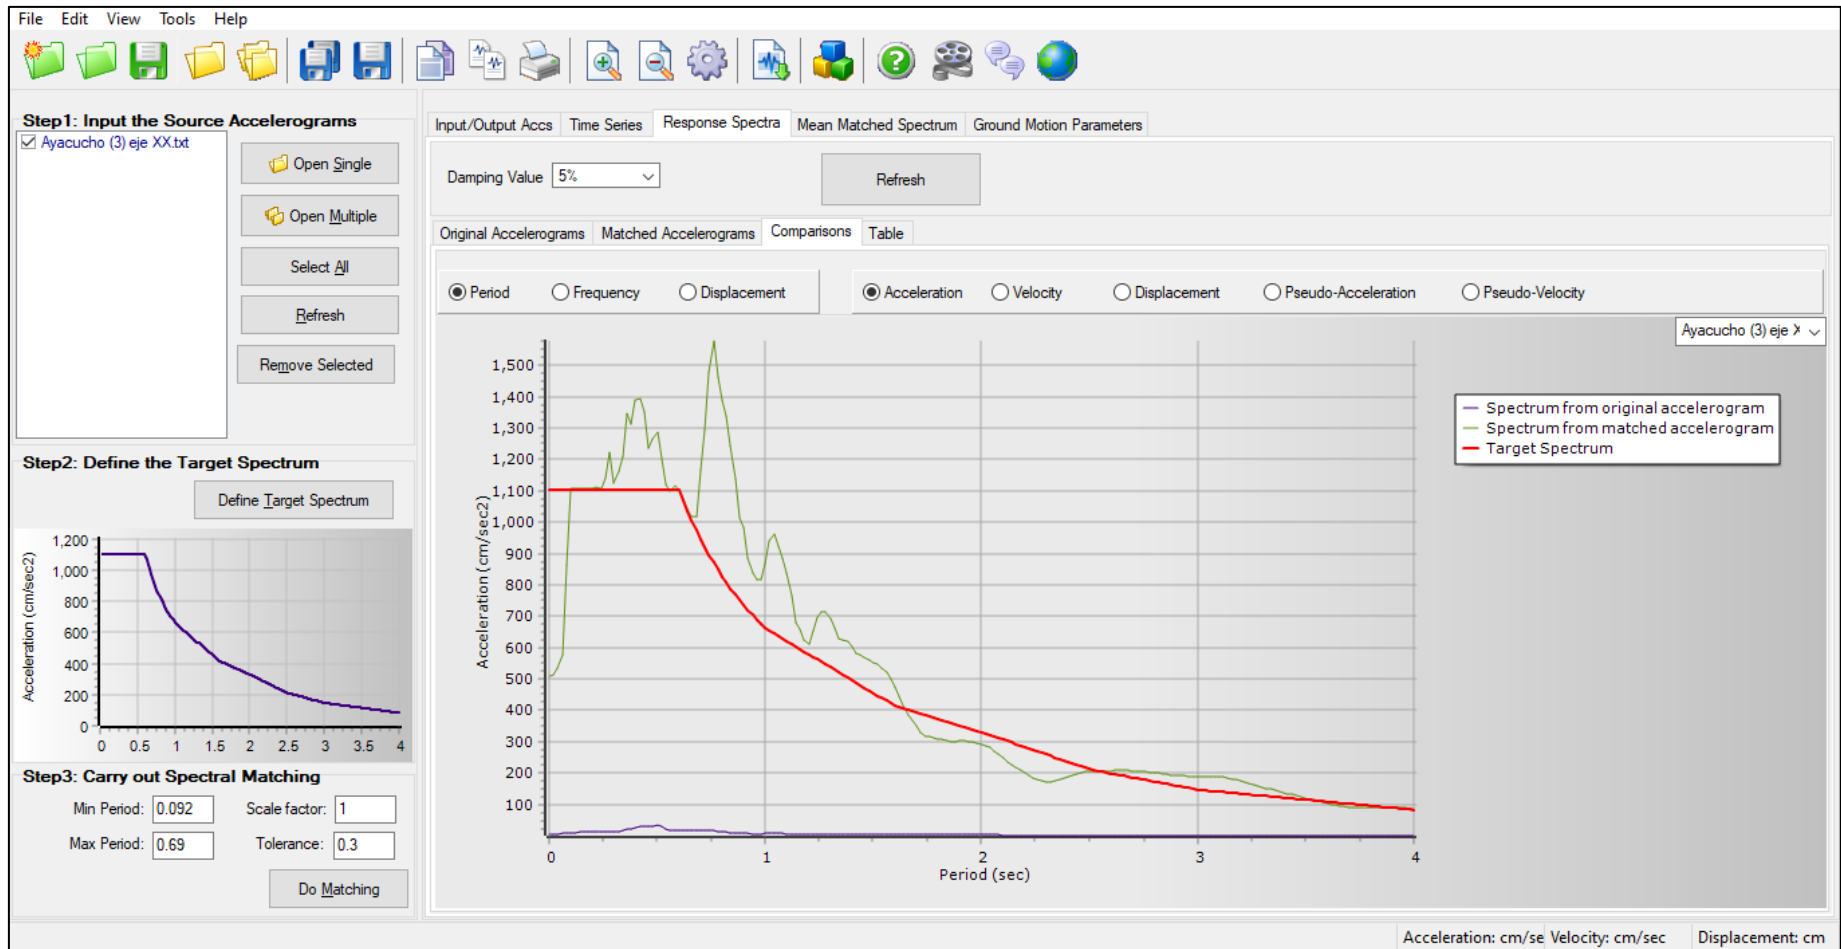 File Edit View Tools Help
Step1: Input the Source Accelerograms
Ayacucho (3) eje XX.txt
Open Single
Open Multiple
Select All
Refresh
Remove Selected
Step2: Define the Target Spectrum
Define Target Spectrum
Acceleration (cm/sec2)
1,200
1,000
800
600
400
200
0
0 0.5 1 1.5 2 2.5 3 3.5 4
Step3: Carry out Spectral Matching
Min Period: 0.092 Scale factor: 1
Max Period: 0.69 Tolerance: 0.3
Do Matching
Input/Output Accs Time Series Response Spectra Mean Matched Spectrum Ground Motion Parameters
Damping Value 5% Refresh
Original Accelerograms Matched Accelerograms Comparisons Table
Period Frequency Displacement Acceleration Velocity Displacement Pseudo-Acceleration Pseudo-Velocity
Ayacucho (3) eje X
Spectrum from original accelerogram
Spectrum from matched accelerogram
Target Spectrum
Acceleration (cm/sec2)
1,500
1,400
1,300
1,200
1,100
1,000
900
800
700
600
500
400
300
200
100
0 1 2 3 4
Period (sec)
Acceleration: cm/se Velocity: cm/sec Displacement: cm